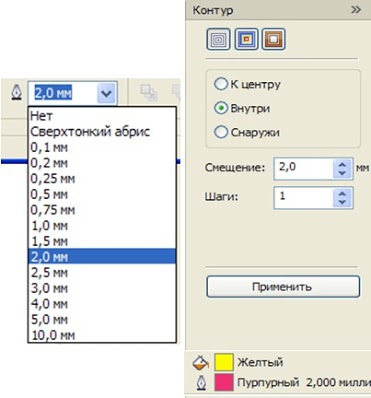 2,0 мм
Нет
Сверхтонкий абрис
0,1 мм
0,2 мм
0,25 мм
0,5 мм
0,75 мм
1,0 мм
1,5 мм
2,0 мм
2,5 мм
3,0 мм
4,0 мм
5,0 мм
10,0 мм
Контур
К центру
Внутри
Снаружи
Смещение: 2,0 мм
Шаги: 1
Применить
Желтый
Пурпурный 2,000 милли